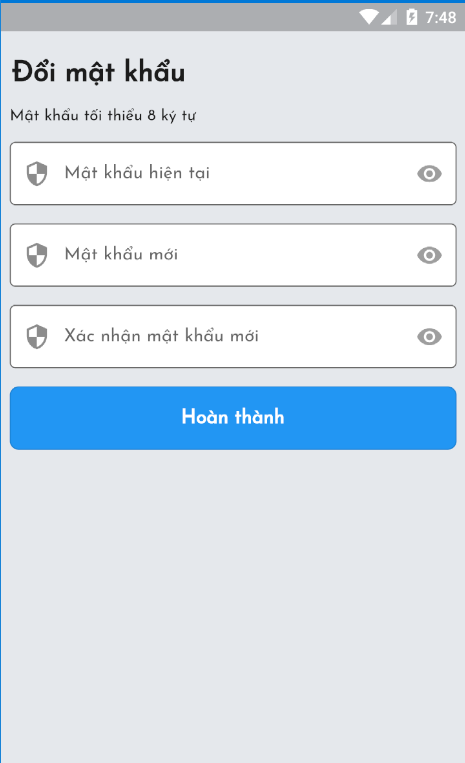 7:48
Đổi mật khẩu
Mật khẩu tối thiểu 8 ký tự
Mật khẩu hiện tại
Mật khẩu mới
Xác nhận mật khẩu mới
Hoàn thành